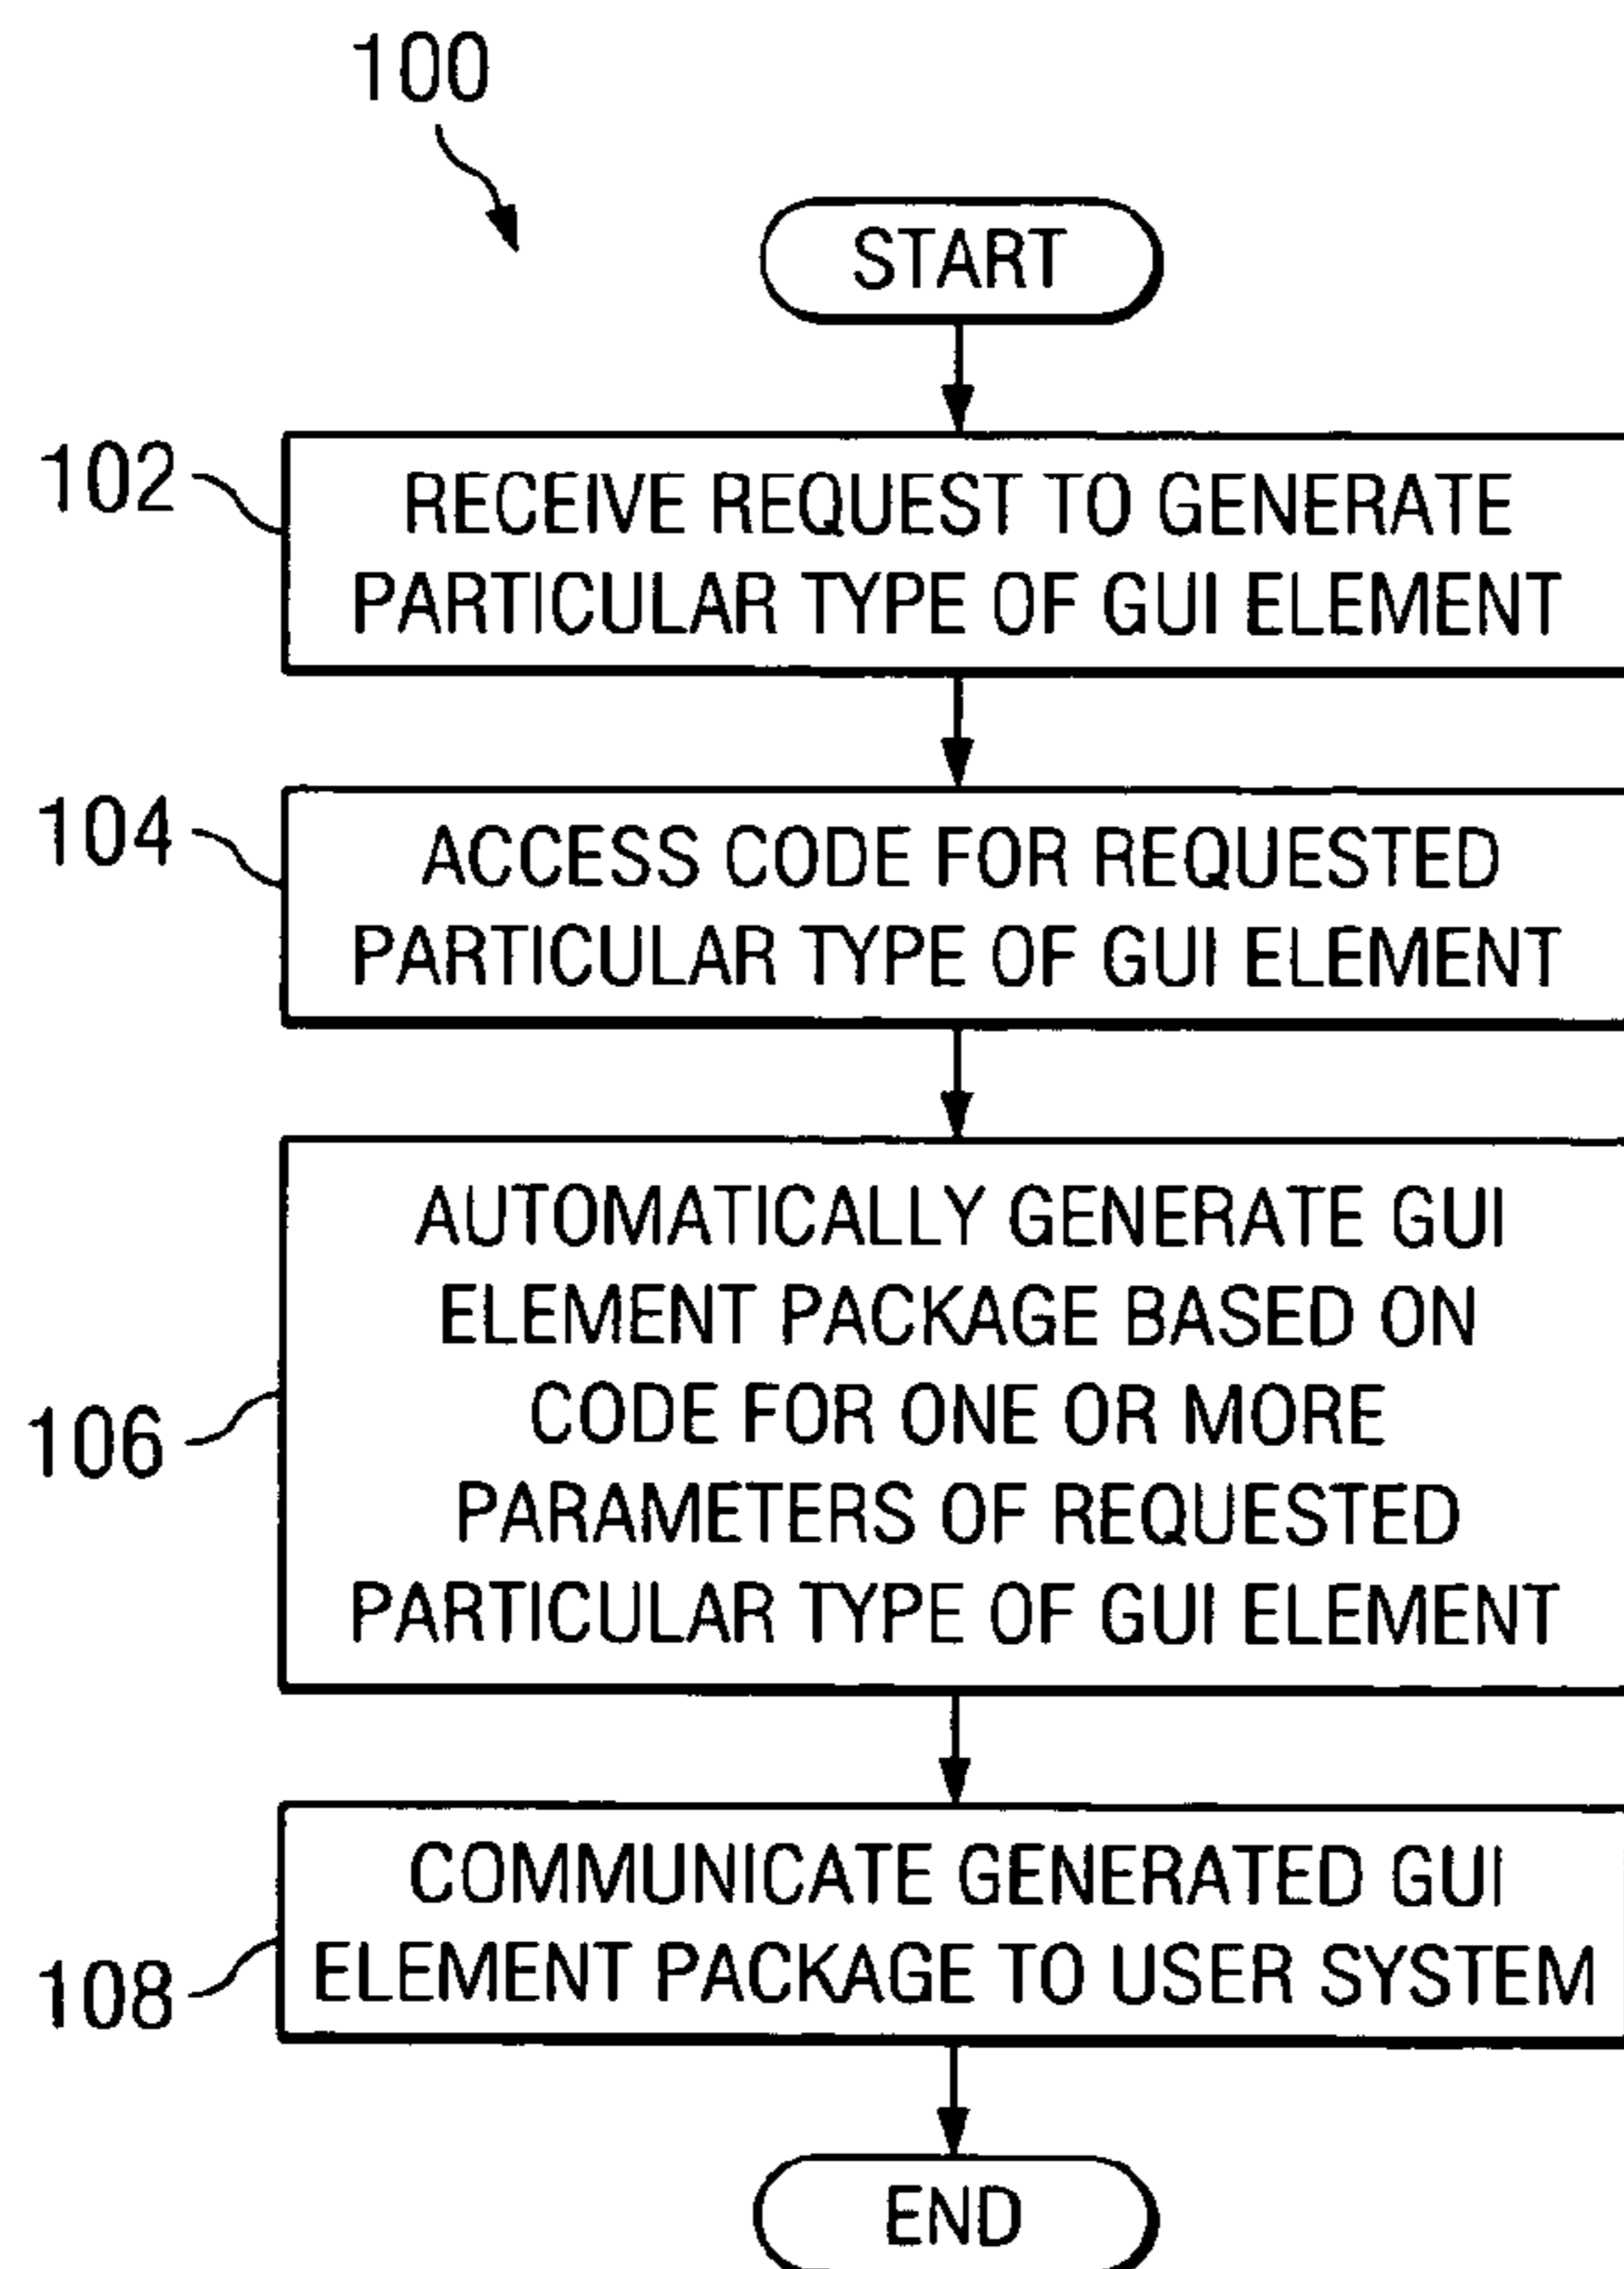 100
START
102
RECEIVE REQUEST TO GENERATE
PARTICULAR TYPE OF GUI ELEMENT
104
ACCESS CODE FOR REQUESTED
PARTICULAR TYPE OF GUI ELEMENT
106
AUTOMATICALLY GENERATE GUI
ELEMENT PACKAGE BASED ON
CODE FOR ONE OR MORE
PARAMETERS OF REQUESTED
PARTICULAR TYPE OF GUI ELEMENT
108
COMMUNICATE GENERATED GUI
ELEMENT PACKAGE TO USER SYSTEM
END